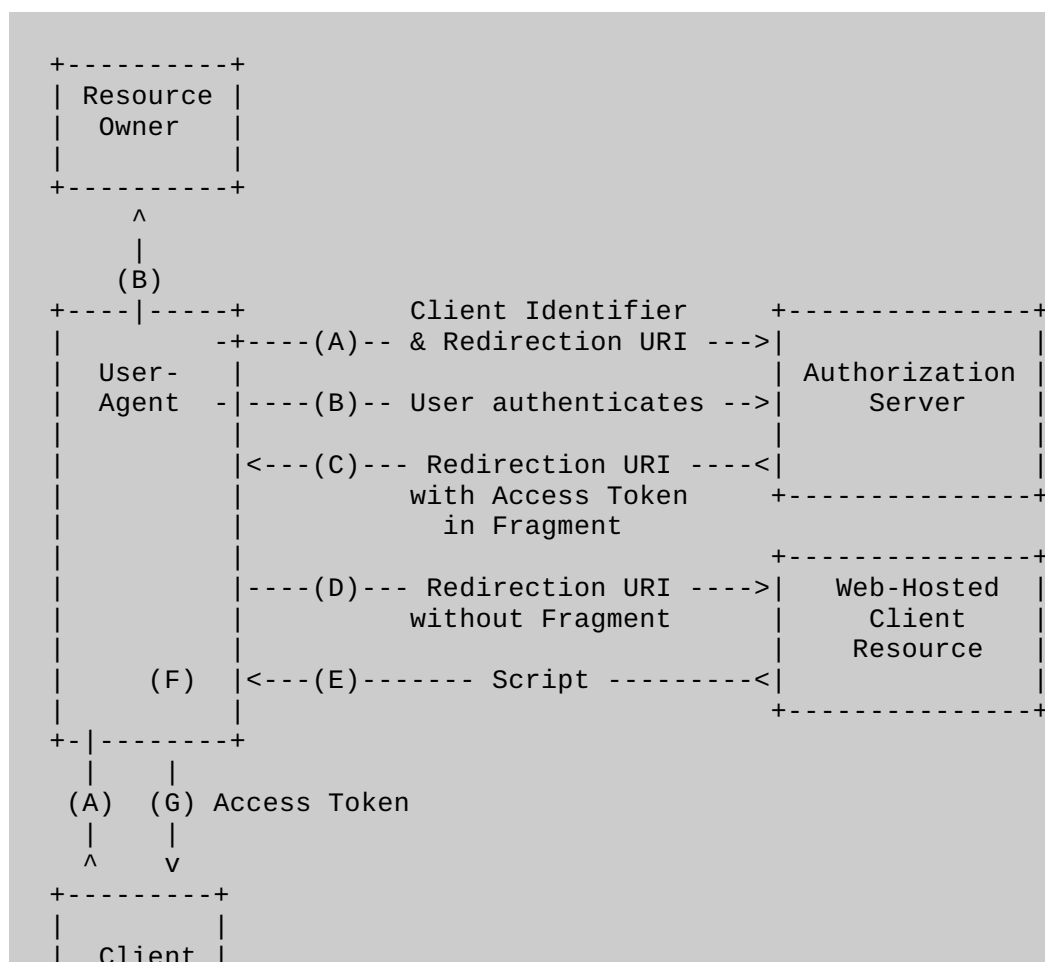 +----------+
| Resource |
|  Owner   |
|          |
+----------+
     ^
     |
    (B)
+----|-----+          Client Identifier     +---------------+
|         -+----(A)-- & Redirection URI --->|               |
|  User-   |                                | Authorization |
|  Agent  -|----(B)-- User authenticates -->|     Server    |
|          |                                |               |
|          |<---(C)--- Redirection URI ----<|               |
|          |          with Access Token     +---------------+
|          |            in Fragment
|          |                                +---------------+
|          |----(D)--- Redirection URI ---->|   Web-Hosted  |
|          |          without Fragment      |     Client    |
|          |                                |    Resource   |
|     (F)  |<---(E)------- Script ---------<|               |
|          |                                +---------------+
+-|--------+
  |    |
 (A)  (G) Access Token
  |    |
  ^    v
+---------+
|         |
|  Client |